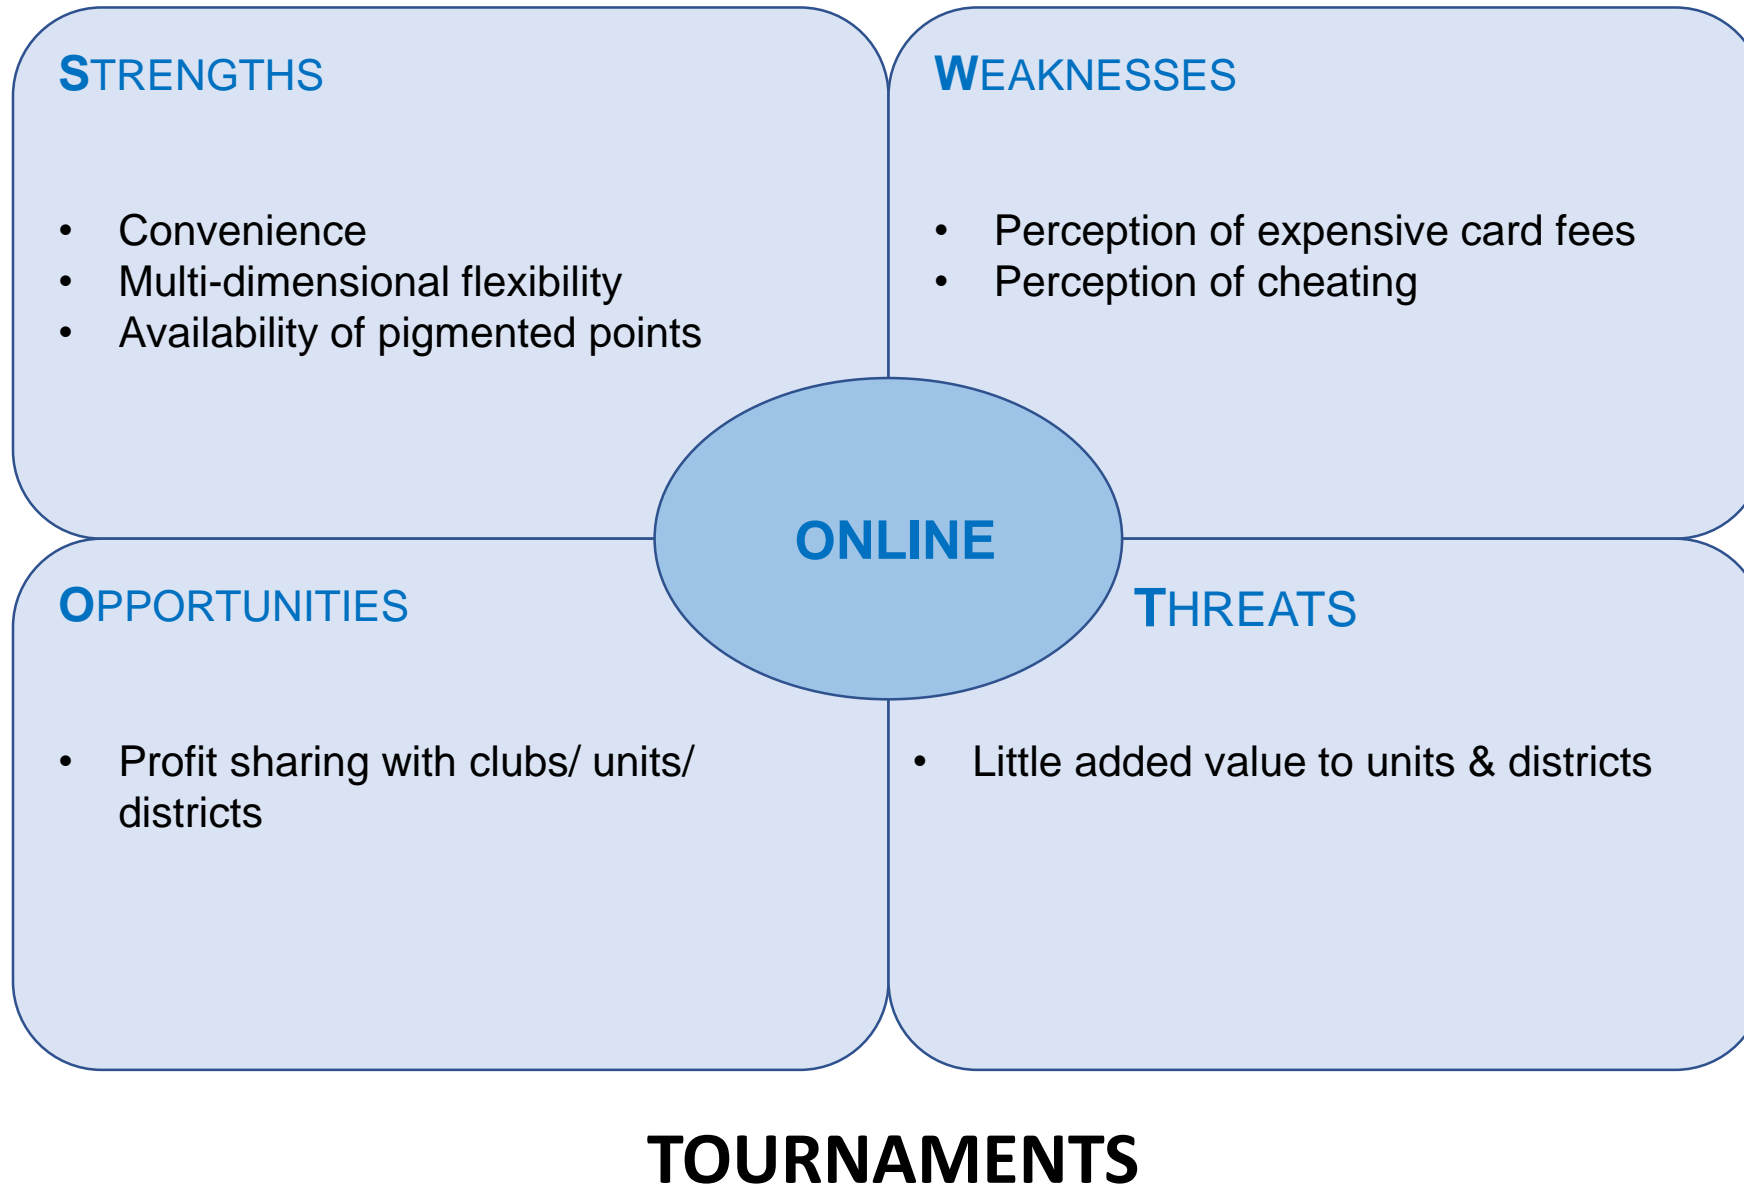 STRENGTHS
• Convenience
• Multi-dimensional flexibility
• Availability of pigmented points
WEAKNESSES
• Perception of expensive card fees
• Perception of cheating
ONLINE
OPPORTUNITIES
• Profit sharing with clubs/ units/
districts
THREATS
• Little added value to units & districts
TOURNAMENTS